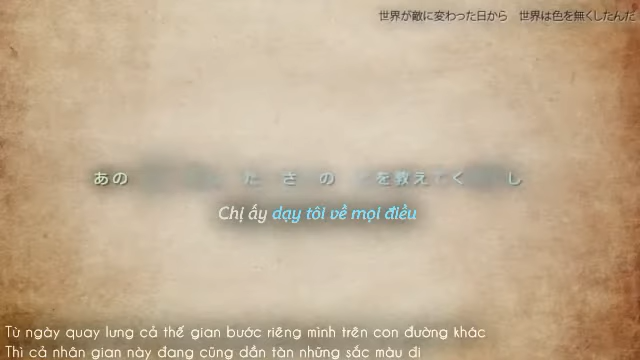 世界が敵に変わった日から 世界は色を無くしたんだ
あの た さ の を教えてく し
Chị ấy dạy tôi về mọi điều
Từ ngày quay lưng cả thế gian bước riêng mình trên con đường khác
Thì cả nhân gian này đang cũng dần tàn những sắc màu đi